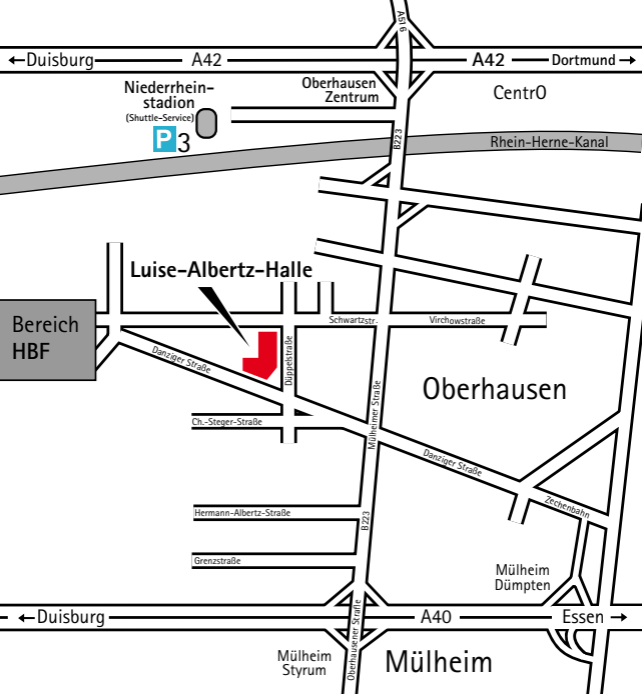 A516
←Duisburg
A42
A42
Dortmund →
Niederrhein-
stadion
(Shuttle-Service)
P 3
Oberhausen
Zentrum
CentrO
B223
Rhein-Herne-Kanal
Luise-Albertz-Halle
Bereich
HBF
Schwartzstr.
Virchowstraße
Danziger Straße
Düppelstraße
Oberhausen
Mülheimer Straße
Ch.-Steger-Straße
Danziger Straße
Zechenbahn
Hermann-Albertz-Straße
B223
Grenzstraße
Mülheim
Dümpten
←Duisburg
A40
Essen →
Oberhausener Straße
Mülheim
Styrum
Mülheim